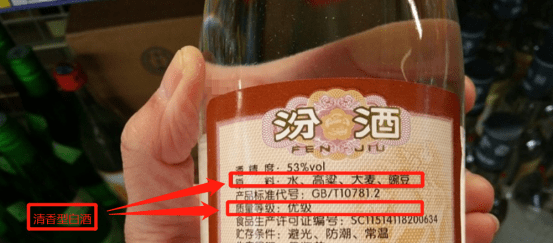 汾酒
FEN JIU
酒精度：53%vol
原料：水、高粱、大麦、豌豆
产品标准代号：GB/T10781.2
质量等级：优级
食品生产许可证编号：SC11514118200634
贮存条件：避光、防潮、常温
清香型白酒